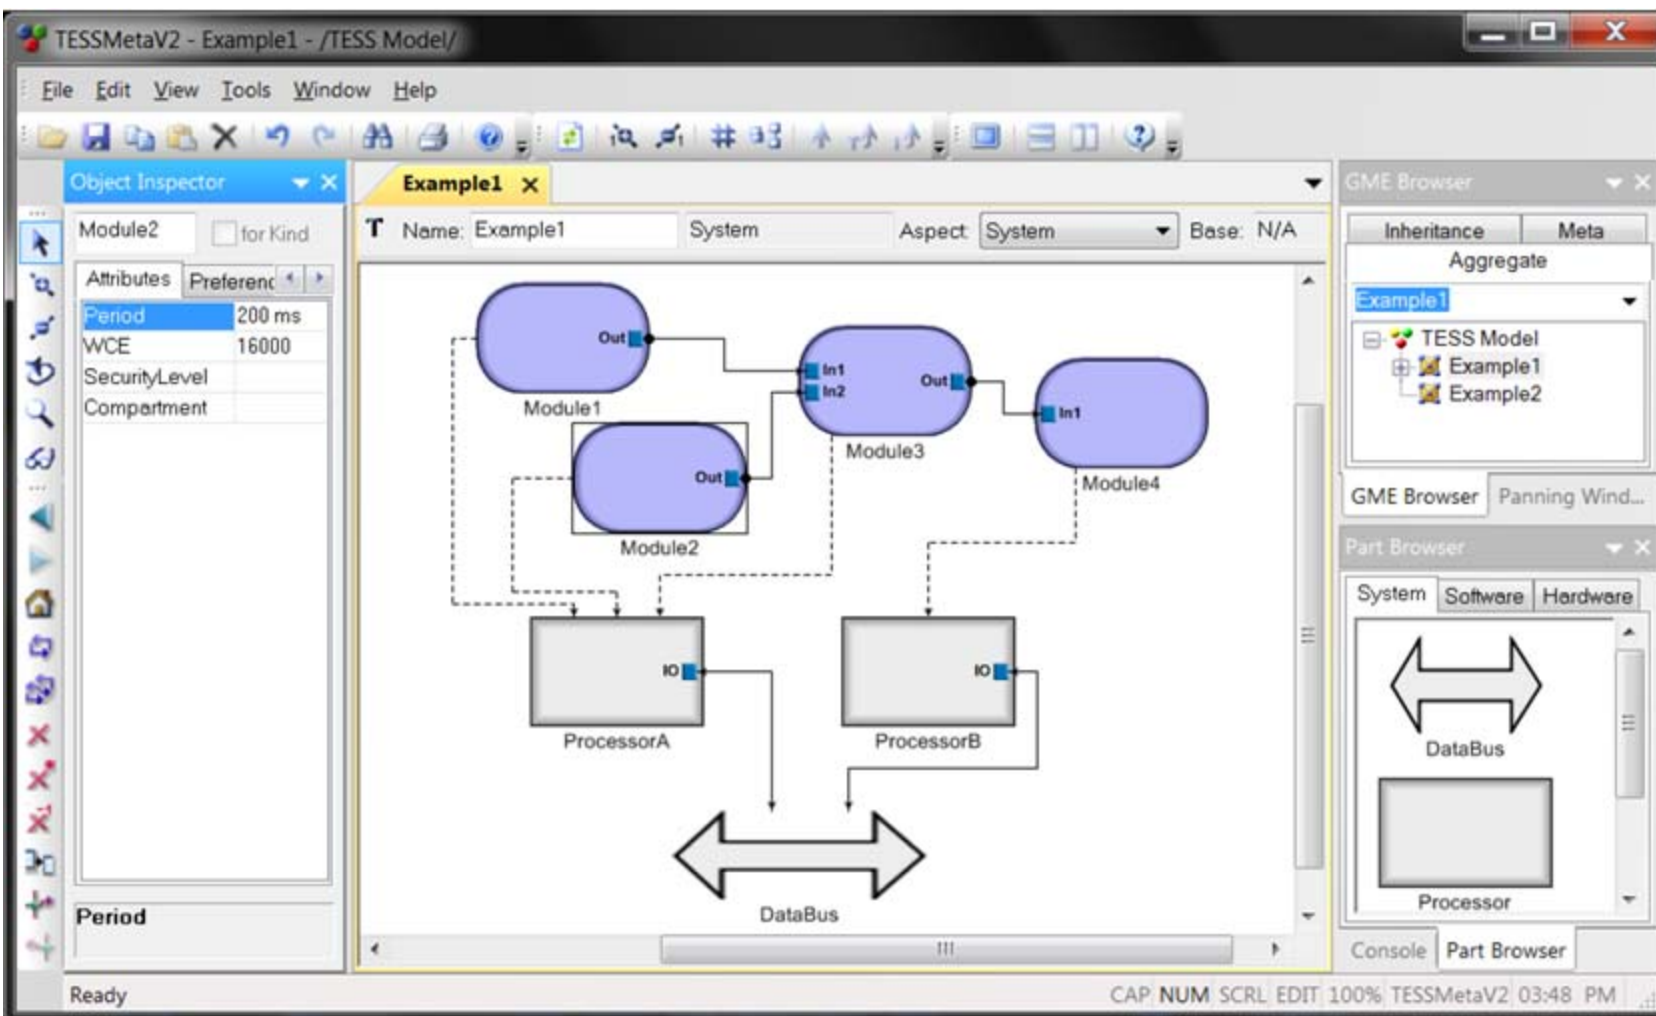 TESSMetaV2 - Example1 - /TESS Model/
File Edit View Tools Window Help
Object Inspector
Module2 for Kind
Attributes Preferenc
Period 200 ms
WCE 16000
SecurityLevel
Compartment
Period
Example1
Name: Example1 System Aspect: System Base: N/A
Out
Module1
In1
In2
Out
Module3
In1
Module4
Out
Module2
IO
ProcessorA
IO
ProcessorB
DataBus
GME Browser
Inheritance Meta
Aggregate
Example1
TESS Model
Example1
Example2
GME Browser Panning Wind...
Part Browser
System Software Hardware
DataBus
Processor
Console Part Browser
Ready CAP NUM SCRL EDIT 100% TESSMetaV2 03:48 PM